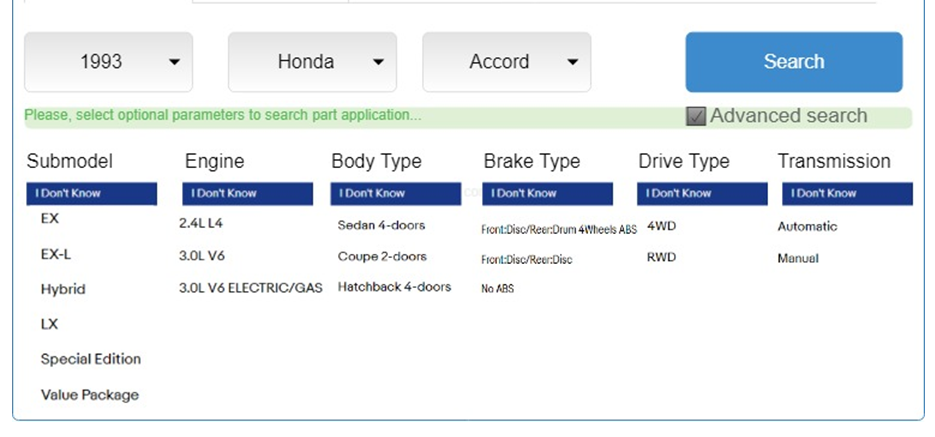 1993 Honda Accord Search
Please, select optional parameters to search part application...
Advanced search
Submodel Engine Body Type Brake Type Drive Type Transmission
I Don't Know I Don't Know I Don't Know I Don't Know I Don't Know I Don't Know
EX 2.4L L4 Sedan 4-doors Front:Disc/Rear:Drum 4Wheels ABS 4WD Automatic
EX-L 3.0L V6 Coupe 2-doors Front:Disc/Rear:Disc RWD Manual
Hybrid 3.0L V6 ELECTRIC/GAS Hatchback 4-doors No ABS
LX
Special Edition
Value Package